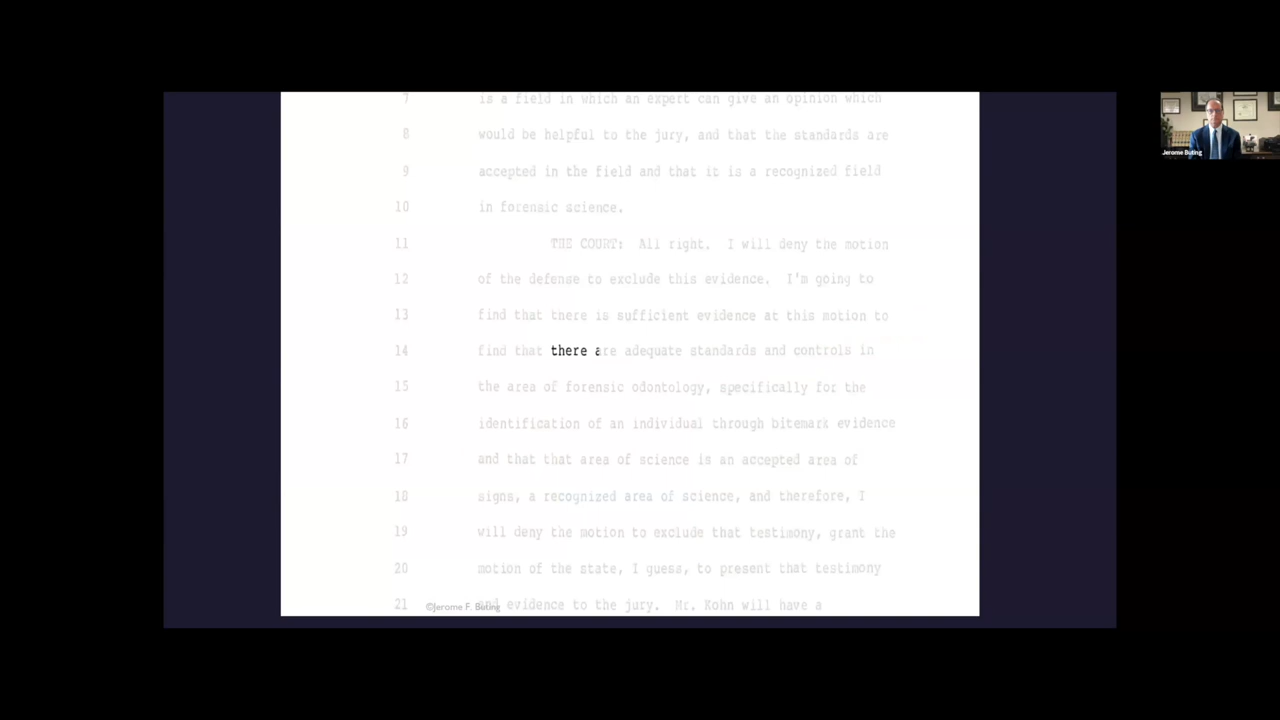 7 is a field in which an expert can give an opinion which
8 would be helpful to the jury, and that the standards are
9 accepted in the field and that it is a recognized field
10 in forensic science.
11 THE COURT: All right. I will deny the motion
12 of the defense to exclude this evidence. I'm going to
13 find that there is sufficient evidence at this motion to
14 find that there are adequate standards and controls in
15 the area of forensic odontology, specifically for the
16 identification of an individual through bitemark evidence
17 and that that area of science is an accepted area of
18 signs, a recognized area of science, and therefore, I
19 will deny the motion to exclude that testimony, grant the
20 motion of the state, I guess, to present that testimony
21 and evidence to the jury. Mr. Kohn will have a
©Jerome F. Buting
Jerome Buting